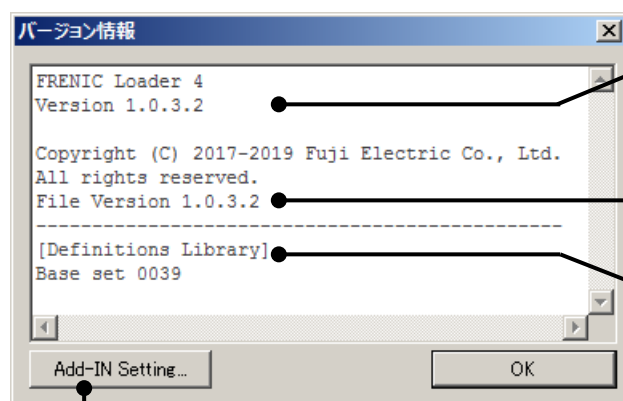 バージョン情報
FRENIC Loader 4
Version 1.0.3.2
Copyright (C) 2017-2019 Fuji Electric Co., Ltd.
All rights reserved.
File Version 1.0.3.2
------------------------------------------------
[Definitions Library]
Base set 0039
Add-IN Setting...
OK